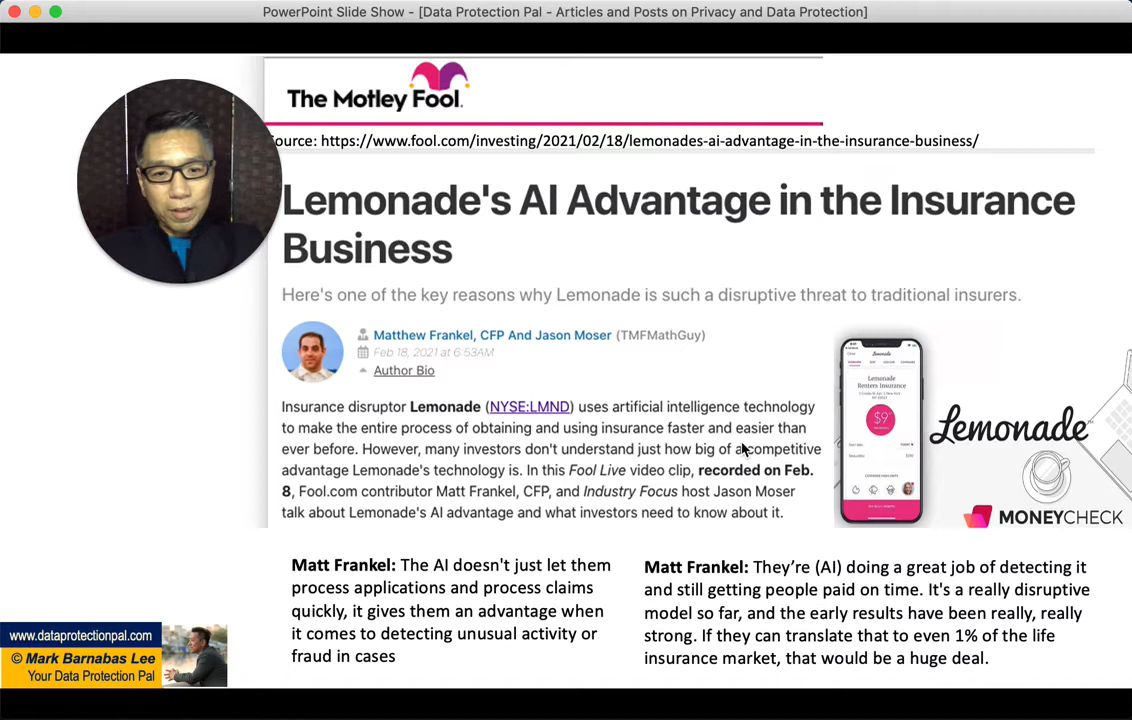 PowerPoint Slide Show - [Data Protection Pal - Articles and Posts on Privacy and Data Protection]
The Motley Fool.
ource: https://www.fool.com/investing/2021/02/18/lemonades-ai-advantage-in-the-insurance-business/
Lemonade's AI Advantage in the Insurance
Business
Here's one of the key reasons why Lemonade is such a disruptive threat to traditional insurers.
Matthew Frankel, CFP And Jason Moser (TMFMathGuy)
Feb 18, 2021 at 6:53AM
Author Bio
Insurance disruptor Lemonade (NYSE:LMND) uses artificial intelligence technology
to make the entire process of obtaining and using insurance faster and easier than
ever before. However, many investors don't understand just how big of a competitive
advantage Lemonade's technology is. In this Fool Live video clip, recorded on Feb.
8, Fool.com contributor Matt Frankel, CFP, and Industry Focus host Jason Moser
talk about Lemonade's AI advantage and what investors need to know about it.
Lemonade
Lemonade
Renters Insurance
$9
Lemonade
MONEYCHECK
Matt Frankel: The AI doesn't just let them
process applications and process claims
quickly, it gives them an advantage when
it comes to detecting unusual activity or
fraud in cases
Matt Frankel: They're (AI) doing a great job of detecting it
and still getting people paid on time. It's a really disruptive
model so far, and the early results have been really, really
strong. If they can translate that to even 1% of the life
insurance market, that would be a huge deal.
www.dataprotectionpal.com
© Mark Barnabas Lee
Your Data Protection Pal